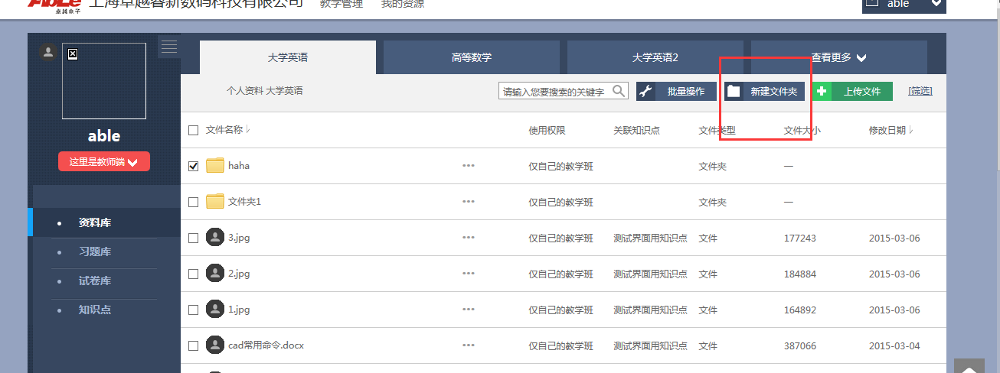 AbLe 上海卓越睿新数码科技有限公司 教学管理 我的资源 able
卓越电子
大学英语 高等数学 大学英语2 查看更多
个人资料 大学英语 请输入您要搜索的关键字 批量操作 新建文件夹 上传文件 [筛选]
able
这里是教师端
资料库
习题库
试卷库
知识点
文件名称 使用权限 关联知识点 文件类型 文件大小 修改日期
haha ••• 仅自己的教学班 文件夹 —
文件夹1 ••• 仅自己的教学班 文件夹 —
3.jpg ••• 仅自己的教学班 测试界面用知识点 文件 177243 2015-03-06
2.jpg ••• 仅自己的教学班 测试界面用知识点 文件 184884 2015-03-06
1.jpg ••• 仅自己的教学班 测试界面用知识点 文件 164892 2015-03-06
cad常用命令.docx ••• 仅自己的教学班 测试界面用知识点 文件 387066 2015-03-04